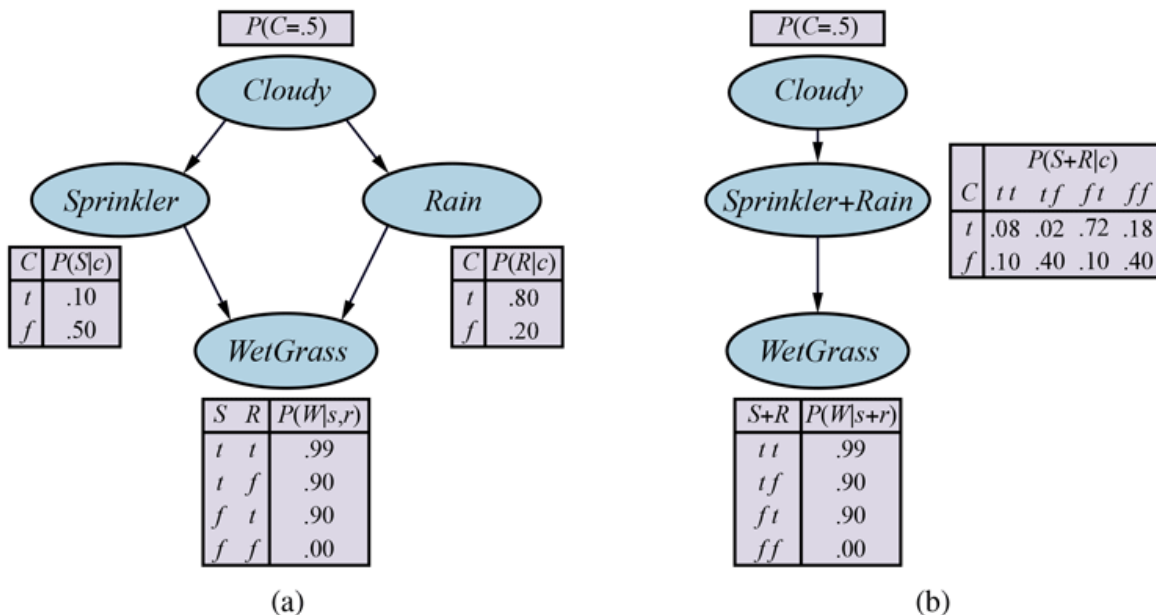 P(C=.5)
Cloudy
Sprinkler
Rain
C P(S|c)
t .10
f .50
C P(R|c)
t .80
f .20
WetGrass
S R P(W|s,r)
t t .99
t f .90
f t .90
f f .00
(a)
P(C=.5)
Cloudy
Sprinkler+Rain
P(S+R|c)
C t t t f f t f f
t .08 .02 .72 .18
f .10 .40 .10 .40
WetGrass
S+R P(W|s+r)
t t .99
t f .90
f t .90
f f .00
(b)